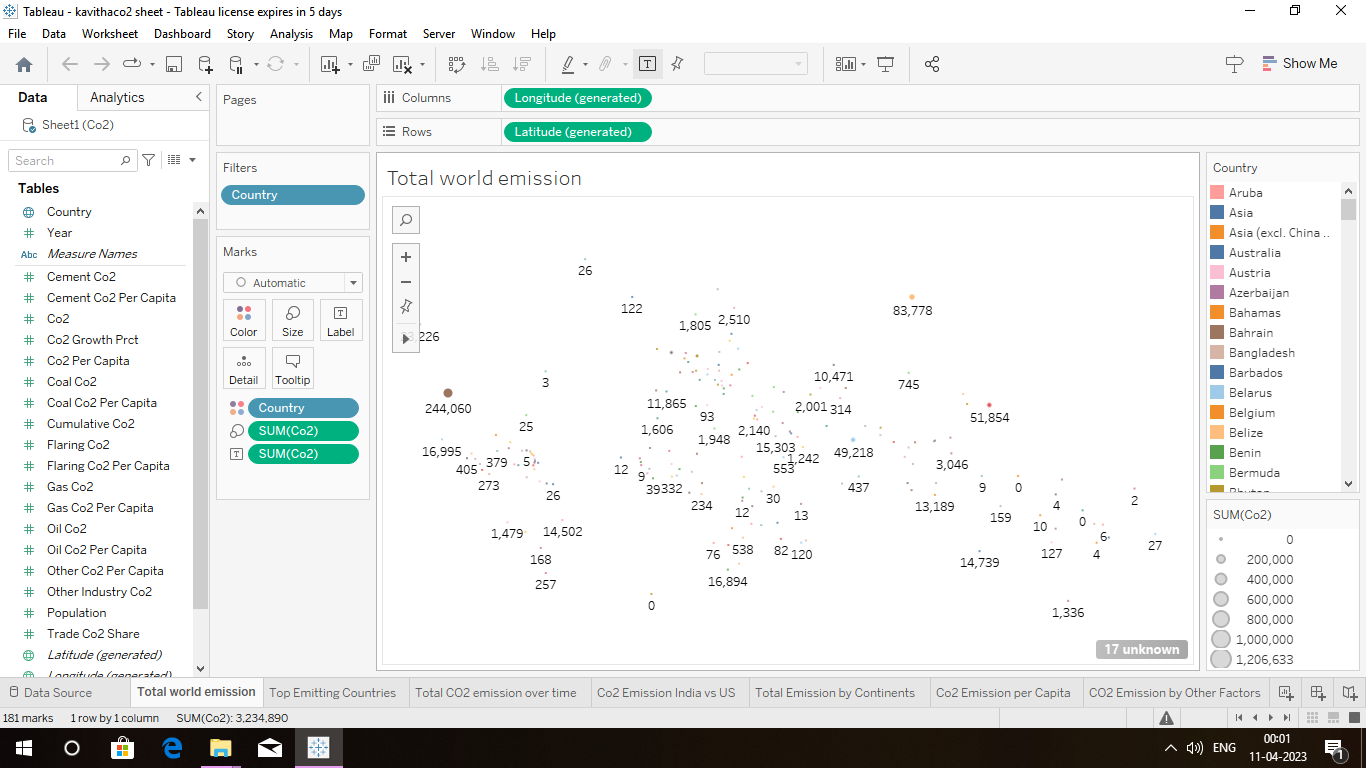 Tableau - kavithaco2 sheet - Tableau license expires in 5 days
File Data Worksheet Dashboard Story Analysis Map Format Server Window Help
Show Me
Data Analytics
Sheet1 (Co2)
Search
Tables
Country
Year
Abc Measure Names
Cement Co2
Cement Co2 Per Capita
Co2
Co2 Growth Prct
Co2 Per Capita
Coal Co2
Coal Co2 Per Capita
Cumulative Co2
Flaring Co2
Flaring Co2 Per Capita
Gas Co2
Gas Co2 Per Capita
Oil Co2
Oil Co2 Per Capita
Other Co2 Per Capita
Other Industry Co2
Population
Trade Co2 Share
Latitude (generated)
Longitude (generated)
Pages
Filters
Country
Marks
Automatic
Color Size Label
Detail Tooltip
Country
SUM(Co2)
SUM(Co2)
Columns Longitude (generated)
Rows Latitude (generated)
Total world emission
26
122
83,778
1,805 2,510
3
10,471 745
244,060
11,865 93 2,001 314
51,854
25
1,606 1,948 2,140
16,995 15,303 49,218
405 379 5 12 9 553 1,242 3,046
273 26 39 332 30 437 9 0 2
234 12 13 13,189 159 4
1,479 14,502 10 0 6
168 76 538 82 120 127 4 27
257 16,894 14,739
0 1,336
17 unknown
Country
Aruba
Asia
Asia (excl. China ..
Australia
Austria
Azerbaijan
Bahamas
Bahrain
Bangladesh
Barbados
Belarus
Belgium
Belize
Benin
Bermuda
Bhutan
SUM(Co2)
0
200,000
400,000
600,000
800,000
1,000,000
1,206,633
Data Source Total world emission Top Emitting Countries Total CO2 emission over time Co2 Emission India vs US Total Emission by Continents Co2 Emission per Capita CO2 Emission by Other Factors
181 marks 1 row by 1 column SUM(Co2): 3,234,890
ENG 00:01
11-04-2023
1